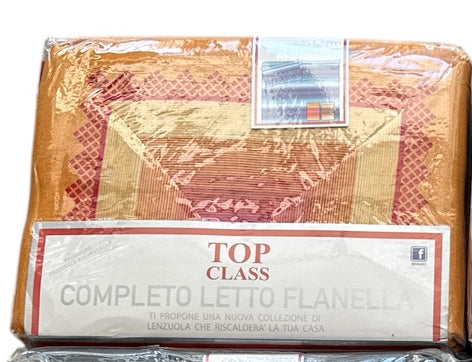 TOP
CLASS
COMPLETO LETTO FLANELLA
TI PROPONE UNA NUOVA COLLEZIONE DI
LENZUOLA CHE RISCALDERA' LA TUA CASA
f